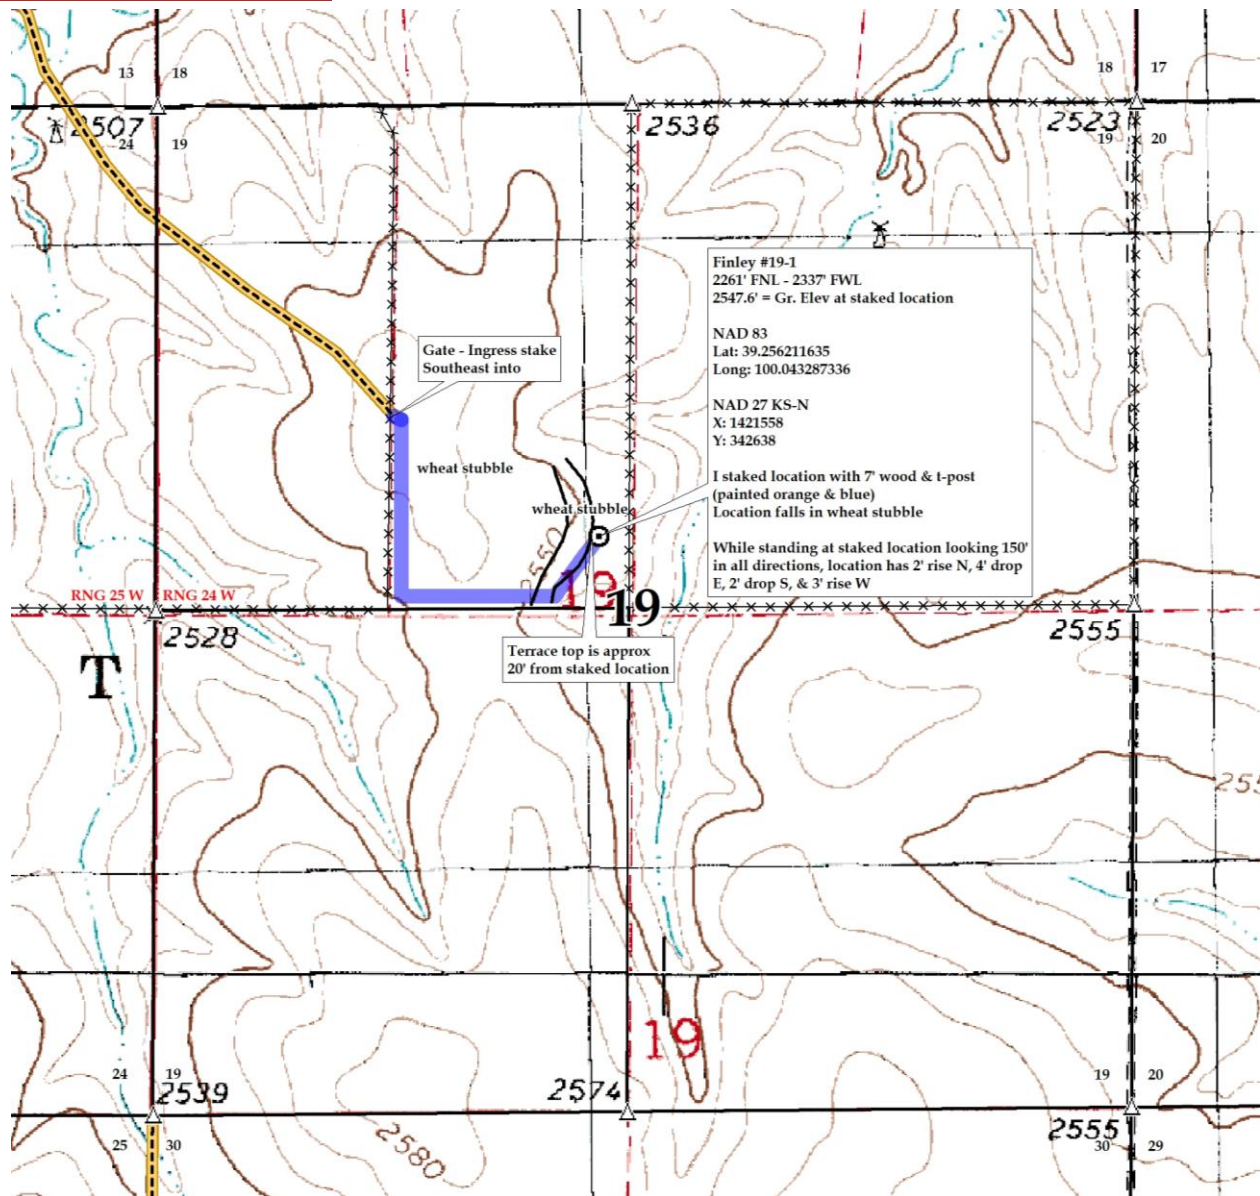 13 18
18 17
2507
2536
2523
24 19
19 20
Finley #19-1
2261' FNL - 2337' FWL
2547.6' = Gr. Elev at staked location
NAD 83
Lat: 39.256211635
Long: 100.043287336
NAD 27 KS-N
X: 1421558
Y: 342638
I staked location with 7' wood & t-post
(painted orange & blue)
Location falls in wheat stubble
While standing at staked location looking 150'
in all directions, location has 2' rise N, 4' drop
E, 2' drop S, & 3' rise W
Gate - Ingress stake
Southeast into
wheat stubble
wheat stubble
2550
19
19
RNG 25 W RNG 24 W
2528
2555
T
Terrace top is approx
20' from staked location
255
19
24 19
19 20
2539
2574
2555
25 30
30 29
2580